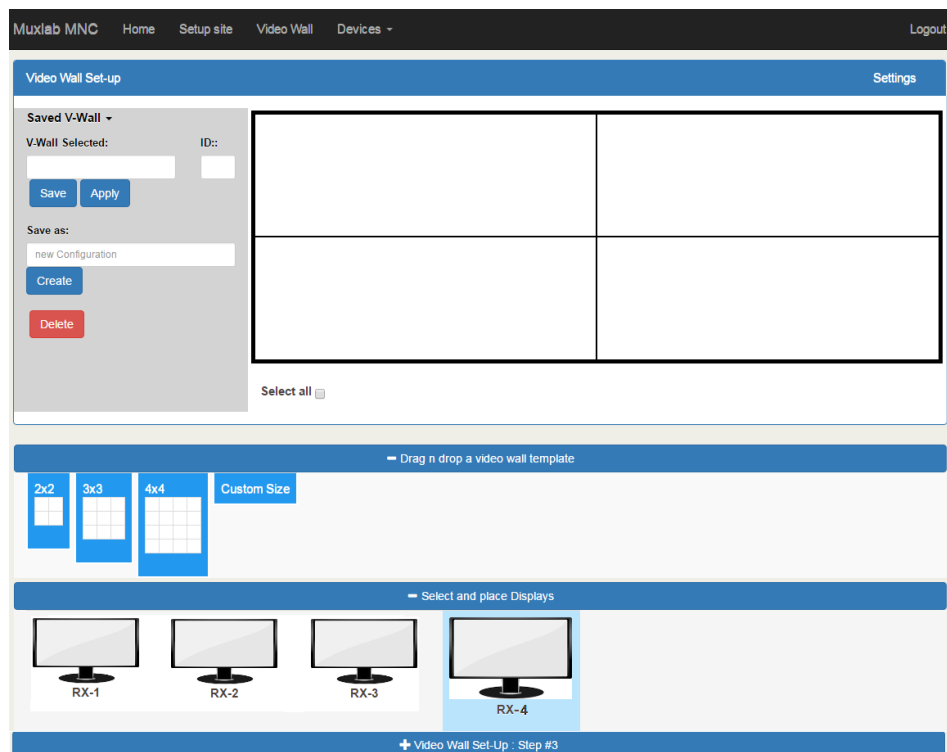 Muxlab MNC Home Setup site Video Wall Devices Logout
Video Wall Set-up Settings
Saved V-Wall
V-Wall Selected: ID::
Save Apply
Save as:
new Configuration
Create
Delete
Select all
Drag n drop a video wall template
2x2 3x3 4x4 Custom Size
Select and place Displays
RX-1 RX-2 RX-3
RX-4
Video Wall Set-Up : Step #3